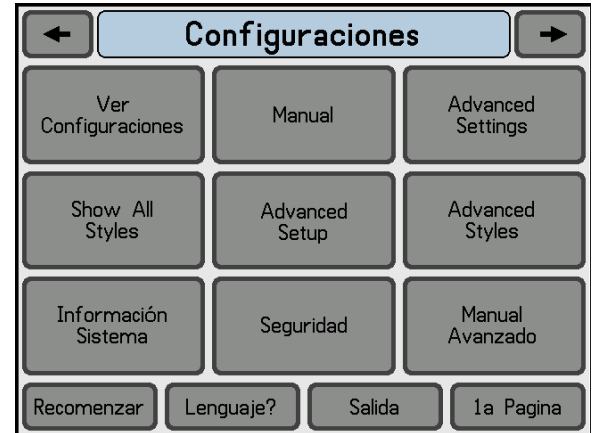 Configuraciones
Ver
Configuraciones
Manual
Advanced
Settings
Show All
Styles
Advanced
Setup
Advanced
Styles
Información
Sistema
Seguridad
Manual
Avanzado
Recomenzar
Lenguaje?
Salida
1a Pagina